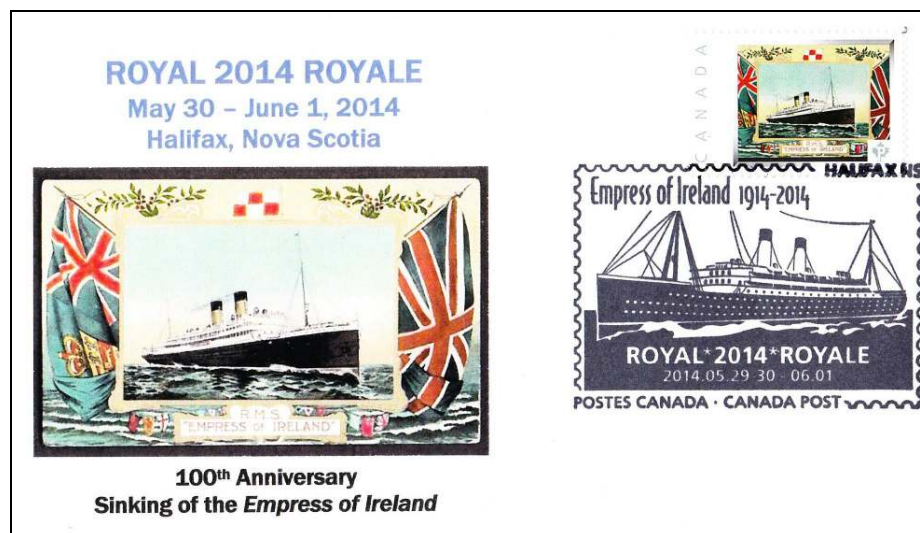 ROYAL 2014 ROYALE
May 30 – June 1, 2014
Halifax, Nova Scotia
R.M.S.
"EMPRESS OF IRELAND"
100th Anniversary
Sinking of the Empress of Ireland
CANADA
R.M.S.
"EMPRESS OF IRELAND"
P
HALIFAX NS
Empress of Ireland 1914-2014
ROYAL*2014*ROYALE
2014.05.29 30 - 06.01
POSTES CANADA · CANADA POST